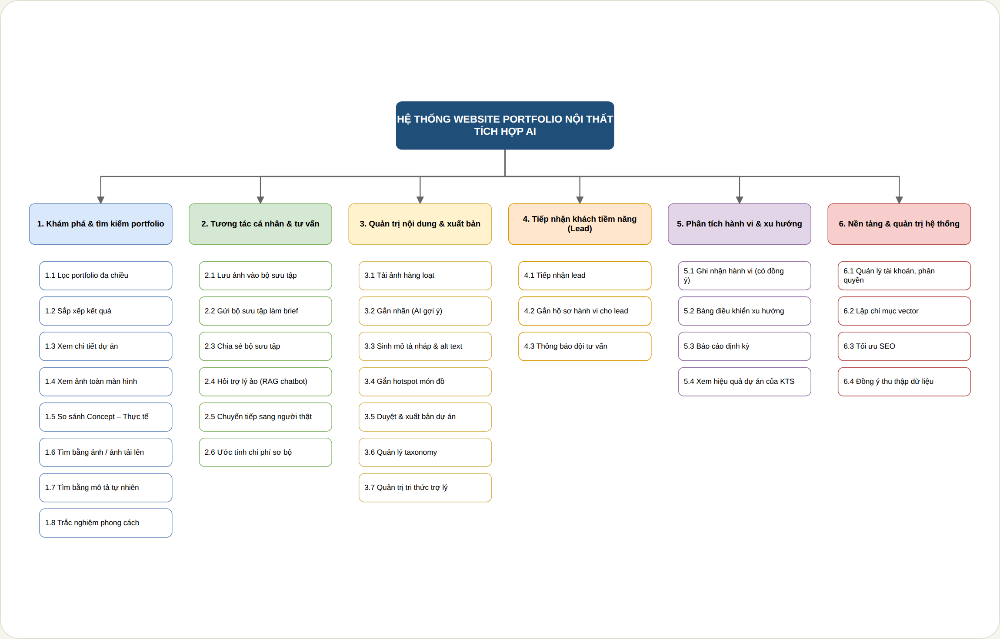 HỆ THỐNG WEBSITE PORTFOLIO NỘI THẤT
TÍCH HỢP AI
1. Khám phá & tìm kiếm portfolio
1.1 Lọc portfolio đa chiều
1.2 Sắp xếp kết quả
1.3 Xem chi tiết dự án
1.4 Xem ảnh toàn màn hình
1.5 So sánh Concept – Thực tế
1.6 Tìm bằng ảnh / ảnh tải lên
1.7 Tìm bằng mô tả tự nhiên
1.8 Trắc nghiệm phong cách
2. Tương tác cá nhân & tư vấn
2.1 Lưu ảnh vào bộ sưu tập
2.2 Gửi bộ sưu tập làm brief
2.3 Chia sẻ bộ sưu tập
2.4 Hỏi trợ lý ảo (RAG chatbot)
2.5 Chuyển tiếp sang người thật
2.6 Ước tính chi phí sơ bộ
3. Quản trị nội dung & xuất bản
3.1 Tải ảnh hàng loạt
3.2 Gắn nhãn (AI gợi ý)
3.3 Sinh mô tả nháp & alt text
3.4 Gắn hotspot món đồ
3.5 Duyệt & xuất bản dự án
3.6 Quản lý taxonomy
3.7 Quản trị tri thức trợ lý
4. Tiếp nhận khách tiềm năng
(Lead)
4.1 Tiếp nhận lead
4.2 Gắn hồ sơ hành vi cho lead
4.3 Thông báo đội tư vấn
5. Phân tích hành vi & xu hướng
5.1 Ghi nhận hành vi (có đồng
ý)
5.2 Bảng điều khiển xu hướng
5.3 Báo cáo định kỳ
5.4 Xem hiệu quả dự án của KTS
6. Nền tảng & quản trị hệ thống
6.1 Quản lý tài khoản, phân
quyền
6.2 Lập chỉ mục vector
6.3 Tối ưu SEO
6.4 Đồng ý thu thập dữ liệu